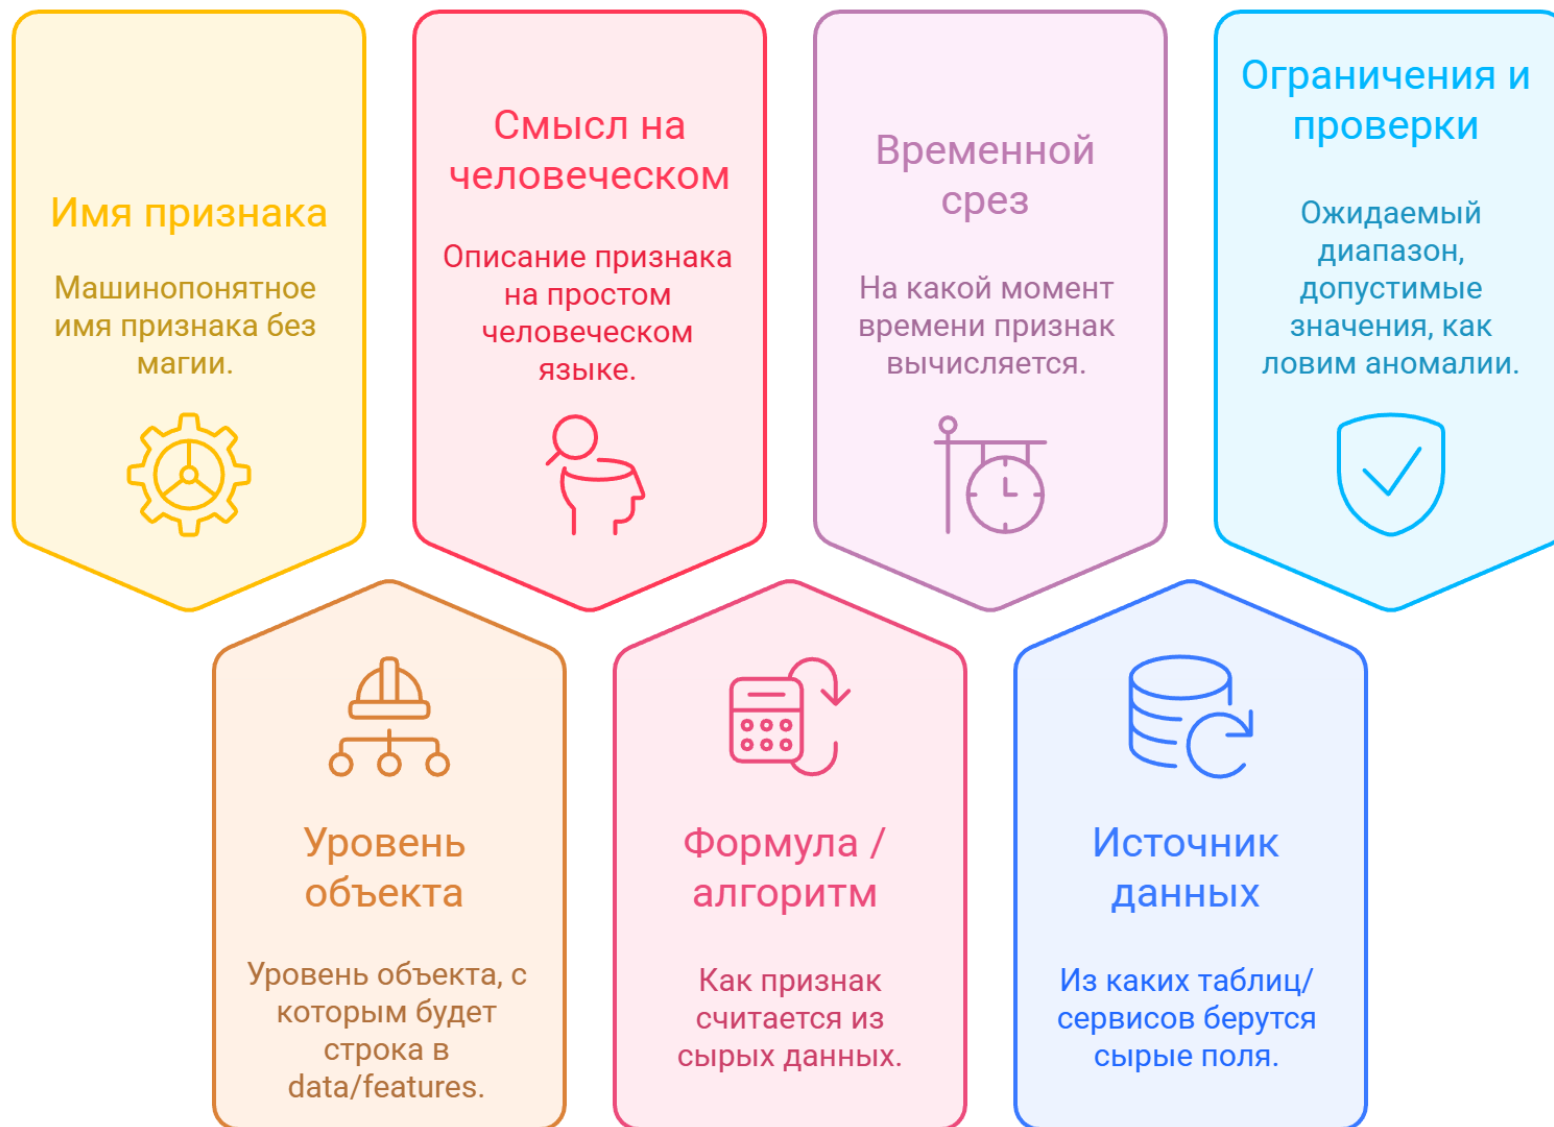 Имя признака
Машинопонятное
имя признака без
магии.
Смысл на
человеческом
Описание признака
на простом
человеческом
языке.
Временной
срез
На какой момент
времени признак
вычисляется.
Ограничения и
проверки
Ожидаемый
диапазон,
допустимые
значения, как
ловим аномалии.
Уровень
объекта
Уровень объекта, с
которым будет
строка в
data/features.
Формула /
алгоритм
Как признак
считается из
сырых данных.
Источник
данных
Из каких таблиц/
сервисов берутся
сырые поля.